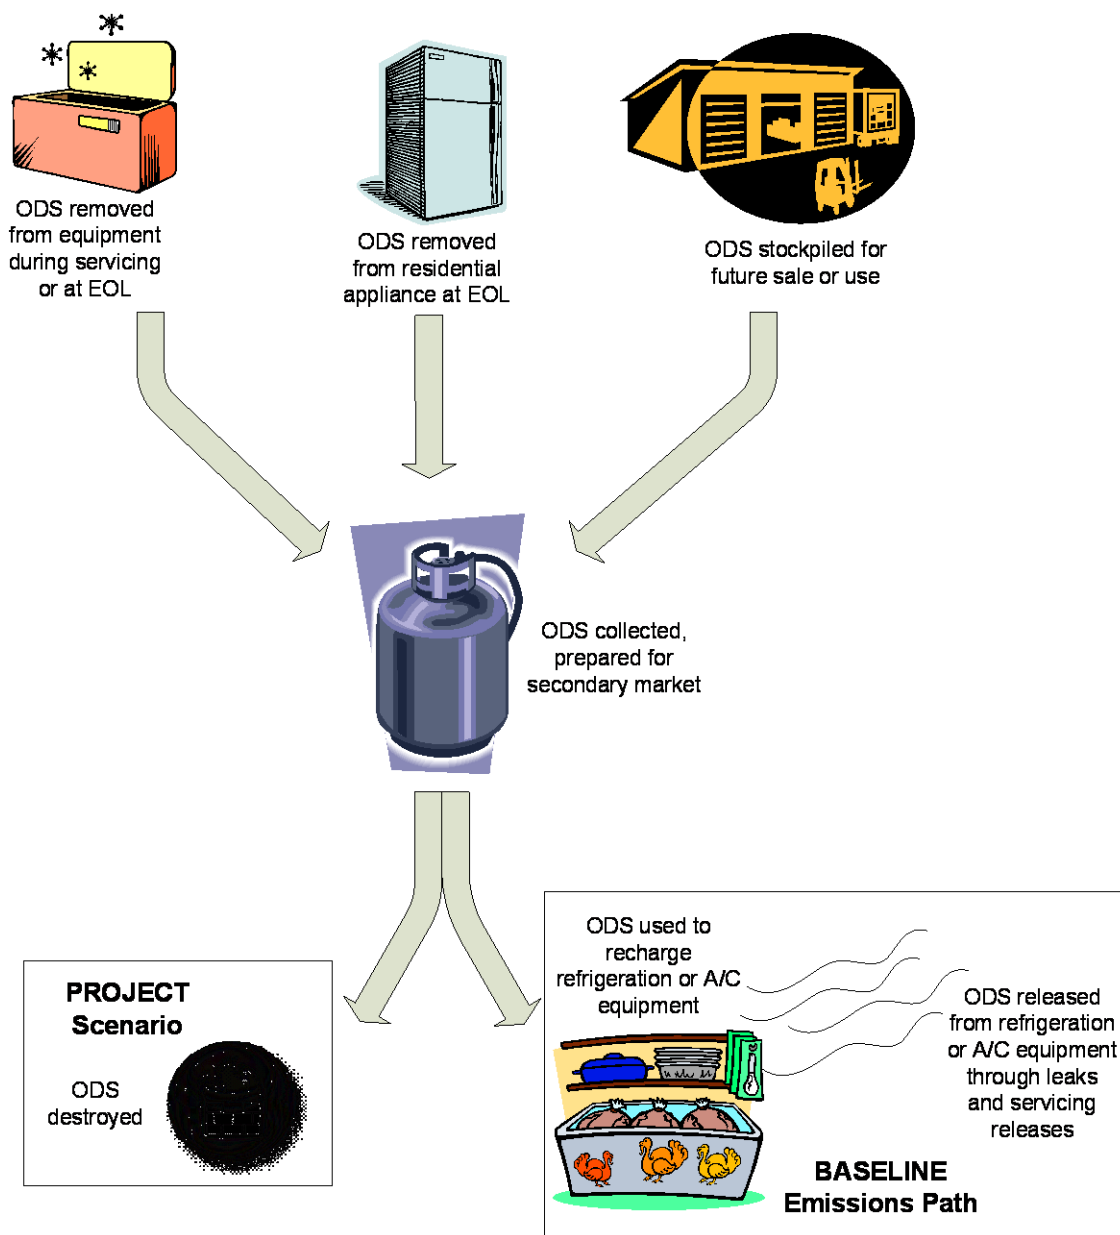 ODS removed
from equipment
during servicing
or at EOL
ODS removed
from residential
appliance at EOL
ODS stockpiled for
future sale or use
ODS collected,
prepared for
secondary market
PROJECT
Scenario
ODS
destroyed
ODS used to
recharge
refrigeration or A/C
equipment
ODS released
from refrigeration
or A/C equipment
through leaks
and servicing
releases
BASELINE
Emissions Path